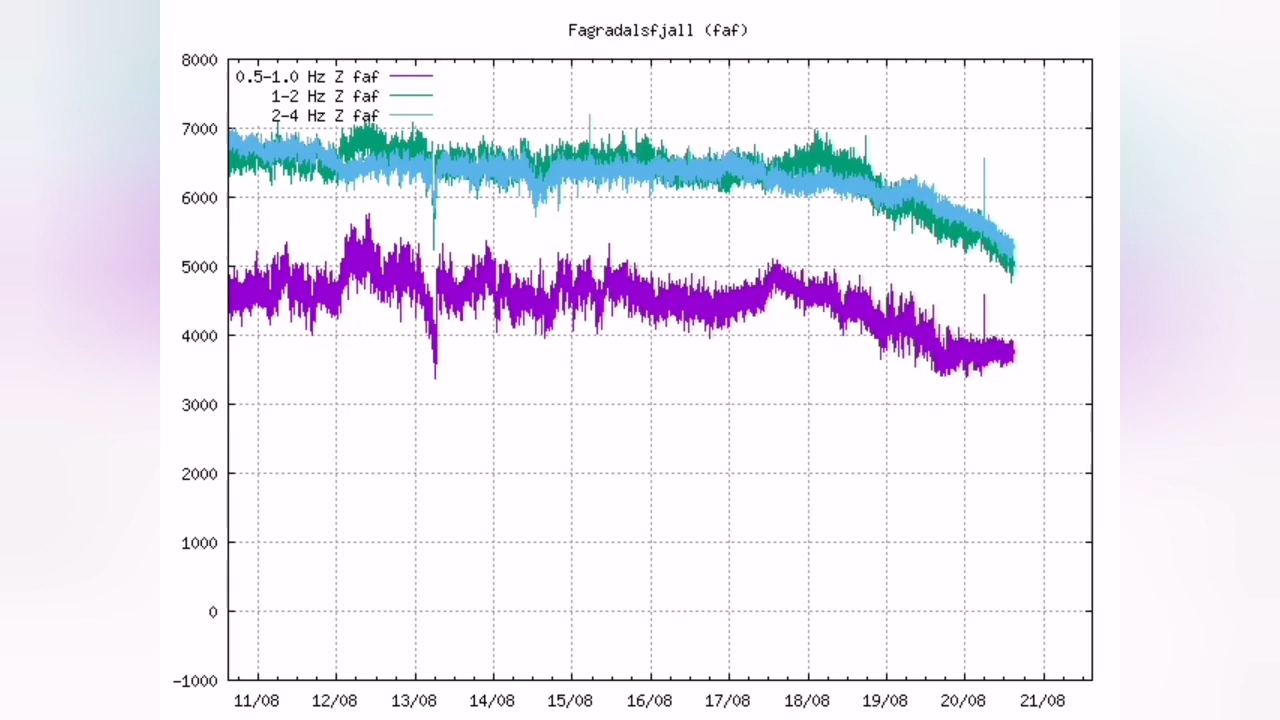 Fagradalsfjall (faf)
8000
0.5-1.0 Hz Z faf
1-2 Hz Z faf
2-4 Hz Z faf
7000
6000
5000
4000
3000
2000
1000
0
-1000
11/08 12/08 13/08 14/08 15/08 16/08 17/08 18/08 19/08 20/08 21/08